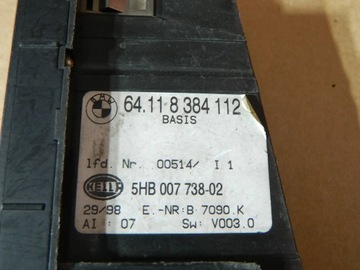 BMW 64.11 8 384 112
BASIS
lfd. Nr. 00514/ I 1
HELLA 5HB 007 738-02
29/98 E.-NR:B 7090.K
AI : 07 SW: V003.0